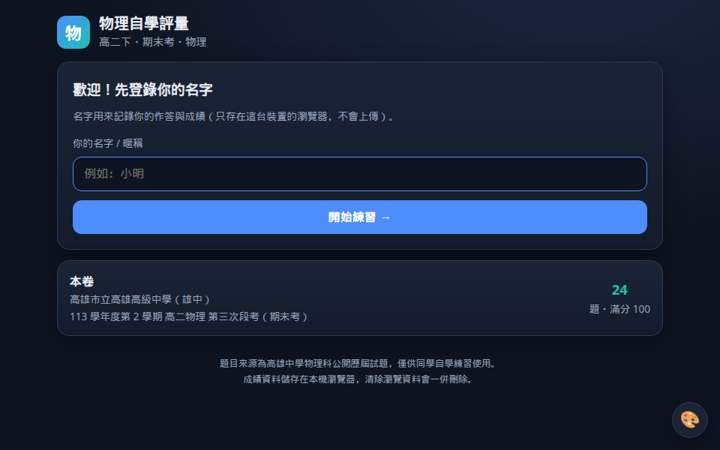 物
物理自學評量
高二下・期末考・物理
歡迎！先登錄你的名字
名字用來記錄你的作答與成績（只存在這台裝置的瀏覽器，不會上傳）。
你的名字 / 暱稱
例如：小明
開始練習 →
本卷
高雄市立高雄高級中學（雄中）
113 學年度第 2 學期 高二物理 第三次段考（期末考）
24
題・滿分 100
題目來源為高雄中學物理科公開歷屆試題，僅供同學自學練習使用。
成績資料儲存在本機瀏覽器，清除瀏覽資料會一併刪除。